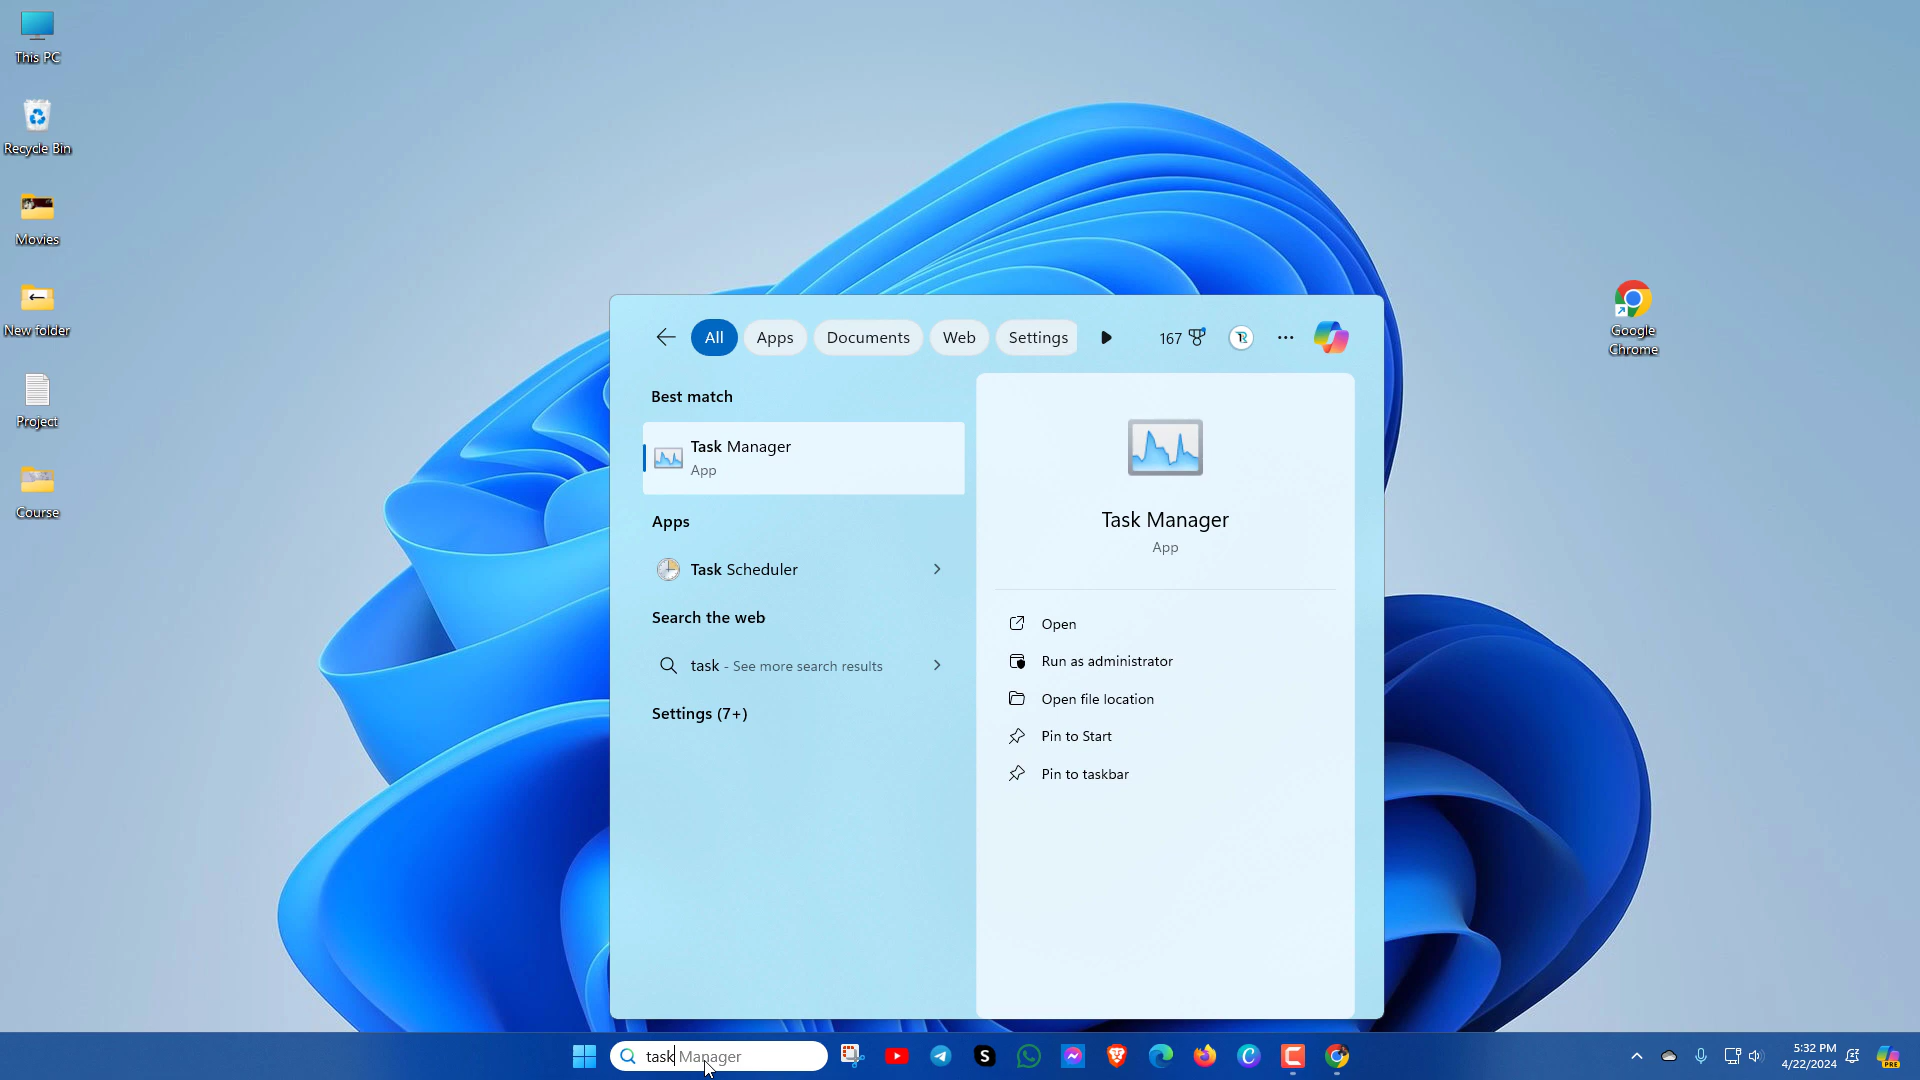 This PC
Recycle Bin
Movies
New folder
Project
Course
Google
Chrome
All
Apps
Documents
Web
Settings
167
Best match
Task Manager
App
Apps
Task Scheduler
Search the web
task - See more search results
Settings (7+)
Task Manager
App
Open
Run as administrator
Open file location
Pin to Start
Pin to taskbar
task Manager
5:32 PM
4/22/2024
PRE